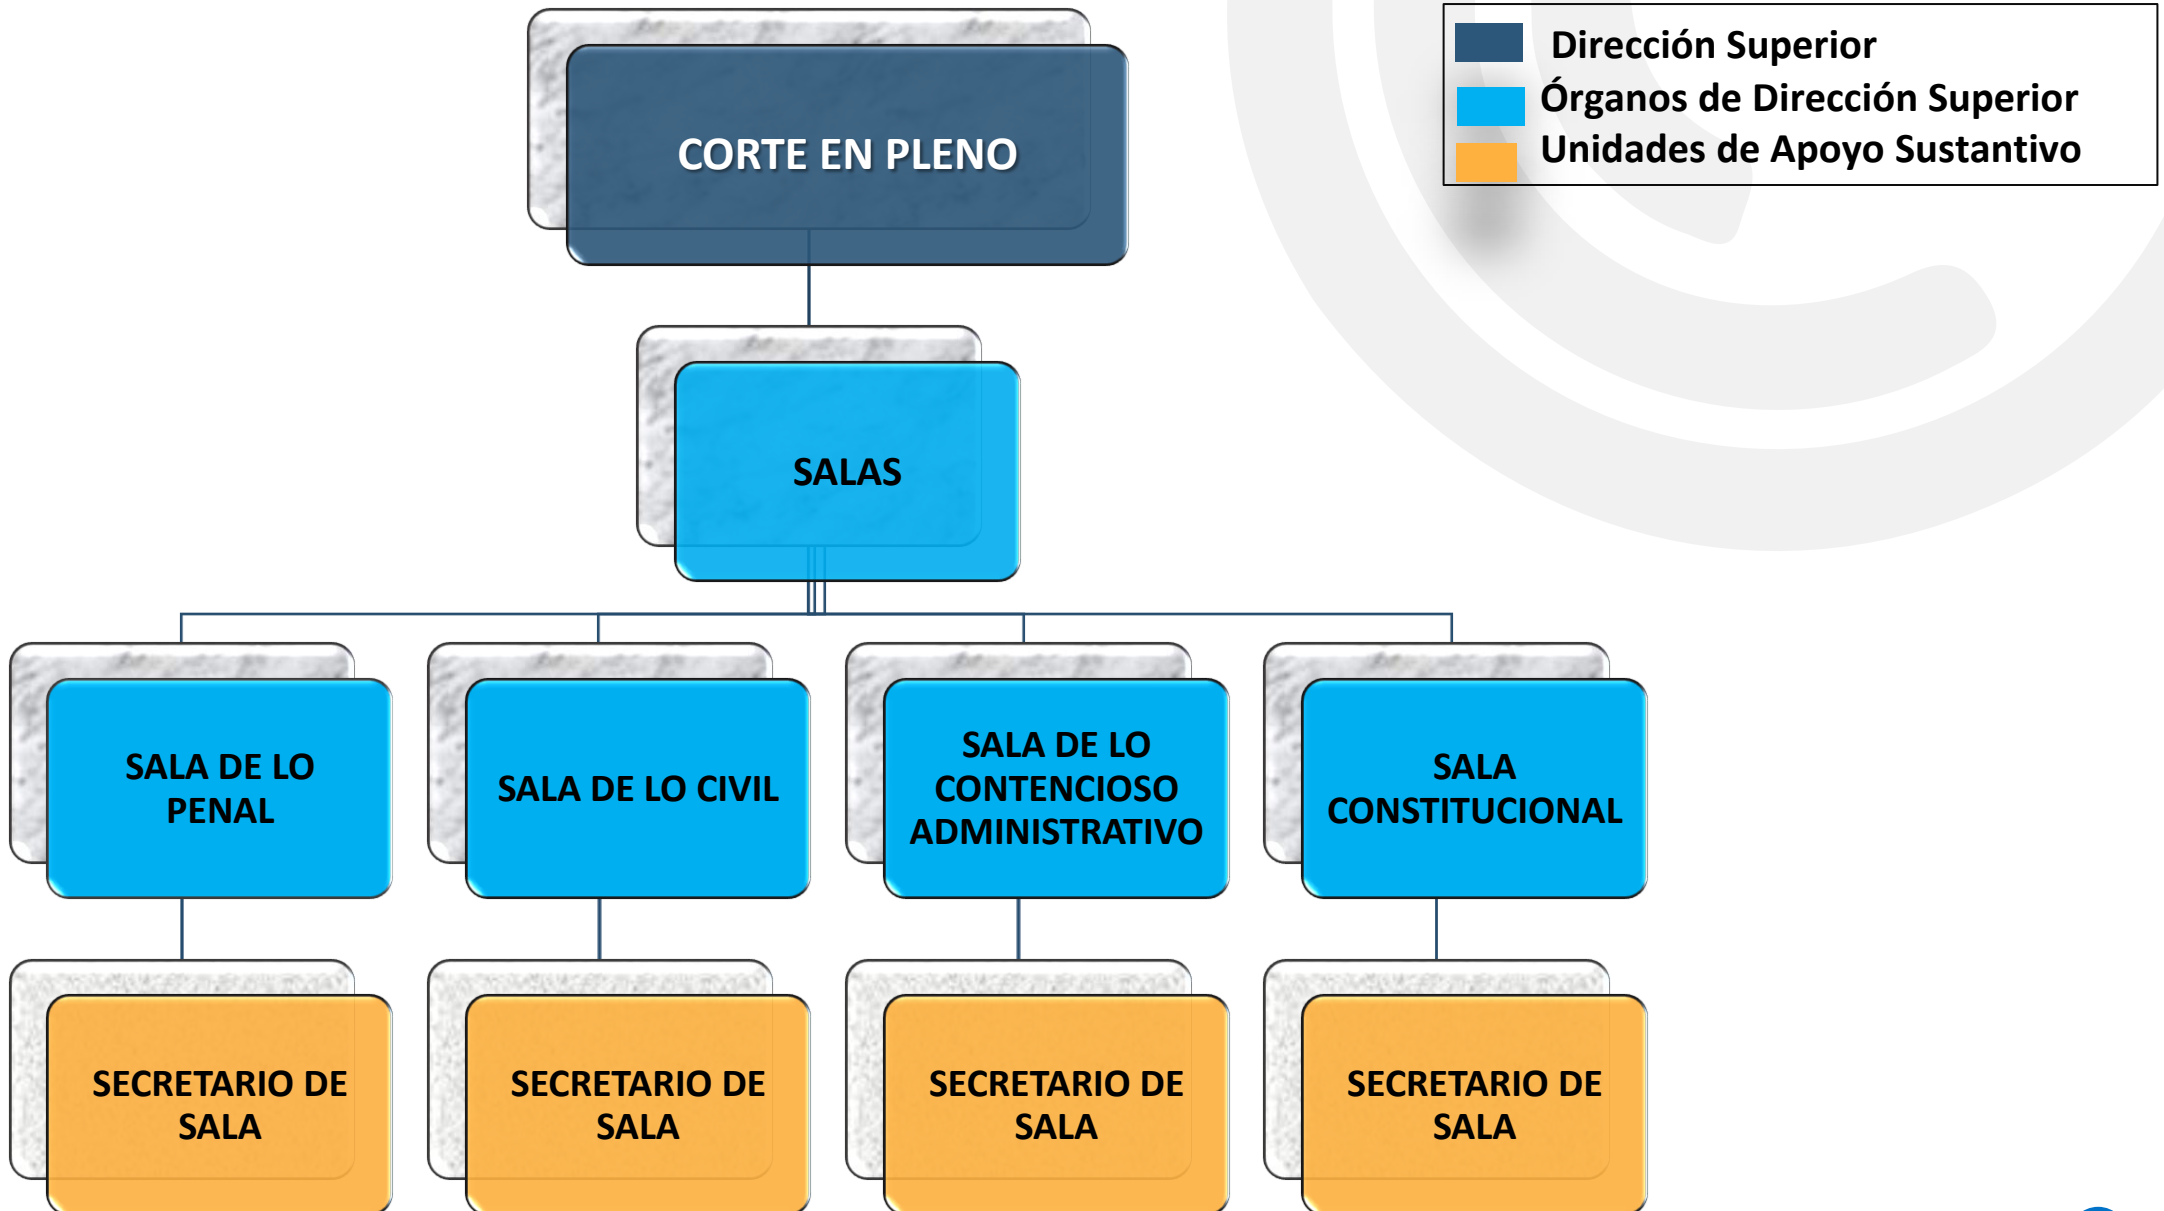 Dirección Superior
Órganos de Dirección Superior
Unidades de Apoyo Sustantivo
CORTE EN PLENO
SALAS
SALA DE LO
PENAL
SALA DE LO CIVIL
SALA DE LO
CONTENCIOSO
ADMINISTRATIVO
SALA
CONSTITUCIONAL
SECRETARIO DE
SALA
SECRETARIO DE
SALA
SECRETARIO DE
SALA
SECRETARIO DE
SALA